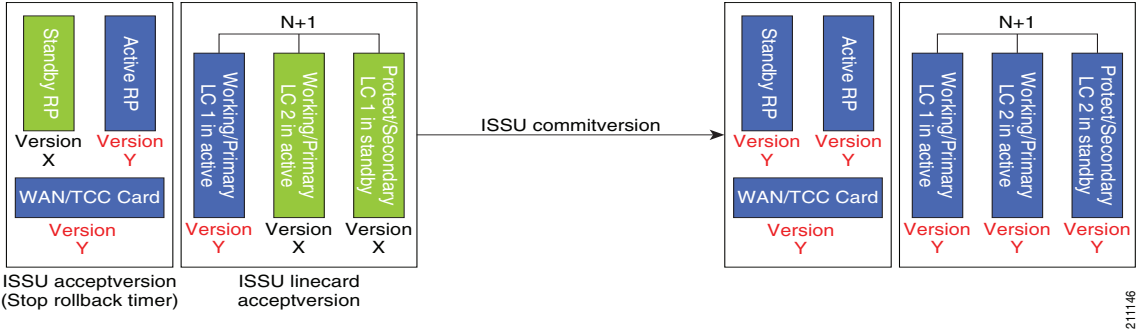 Standby RP
Active RP
Version
X
Version
Y
WAN/TCC Card
Version
Y
ISSU acceptversion
(Stop rollback timer)
N+1
Working/Primary
LC 1 in active
Working/Primary
LC 2 in active
Protect/Secondary
LC 1 in standby
Version
Y
Version
X
Version
X
ISSU linecard
acceptversion
ISSU commitversion
Standby RP
Active RP
Version
Y
Version
Y
WAN/TCC Card
Version
Y
N+1
Working/Primary
LC 1 in active
Working/Primary
LC 2 in active
Protect/Secondary
LC 2 in standby
Version
Y
Version
Y
Version
Y
211146